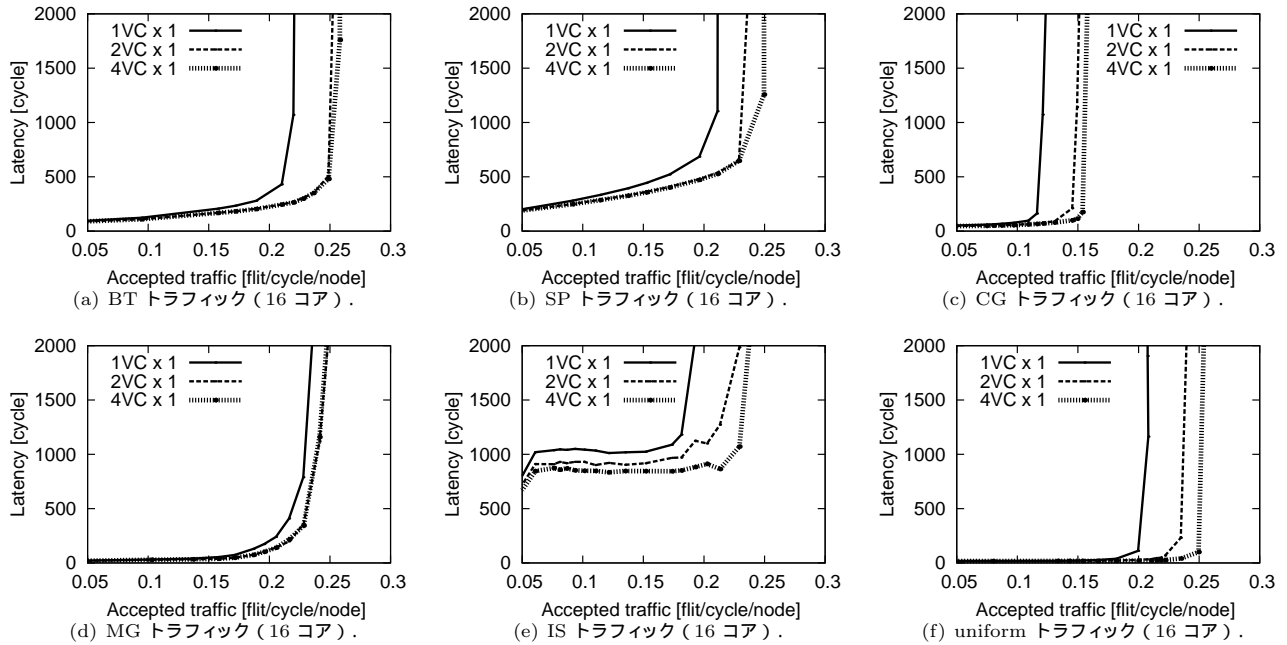 2000
1500
1000
500
0
Latency [cycle]
1VC x 1
2VC x 1
4VC x 1
0.05 0.1 0.15 0.2 0.25 0.3
Accepted traffic [flit/cycle/node]
(a) BT トラフィック ( 16 コア ) .
2000
1500
1000
500
0
Latency [cycle]
1VC x 1
2VC x 1
4VC x 1
0.05 0.1 0.15 0.2 0.25 0.3
Accepted traffic [flit/cycle/node]
(b) SP トラフィック ( 16 コア ) .
2000
1500
1000
500
0
Latency [cycle]
1VC x 1
2VC x 1
4VC x 1
0.05 0.1 0.15 0.2 0.25 0.3
Accepted traffic [flit/cycle/node]
(c) CG トラフィック ( 16 コア ) .
2000
1500
1000
500
0
Latency [cycle]
1VC x 1
2VC x 1
4VC x 1
0.05 0.1 0.15 0.2 0.25 0.3
Accepted traffic [flit/cycle/node]
(d) MG トラフィック ( 16 コア ) .
2000
1500
1000
500
0
Latency [cycle]
1VC x 1
2VC x 1
4VC x 1
0.05 0.1 0.15 0.2 0.25 0.3
Accepted traffic [flit/cycle/node]
(e) IS トラフィック ( 16 コア ) .
2000
1500
1000
500
0
Latency [cycle]
1VC x 1
2VC x 1
4VC x 1
0.05 0.1 0.15 0.2 0.25 0.3
Accepted traffic [flit/cycle/node]
(f) uniform トラフィック ( 16 コア ) .